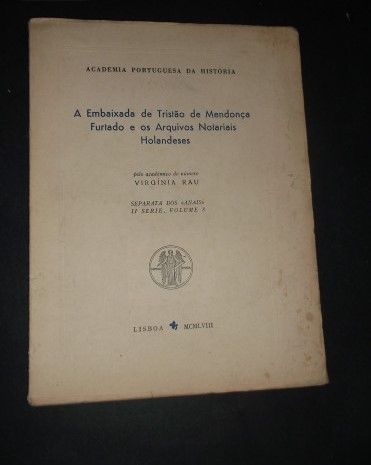 ACADEMIA PORTUGUESA DA HISTÓRIA
A Embaixada de Tristão de Mendonça
Furtado e os Arquivos Notariais
Holandeses
pelo académico de número
VIRGÍNIA RAU
SEPARATA DOS «ANAIS»
II SÉRIE, VOLUME 8
LISBOA MCMLVIII